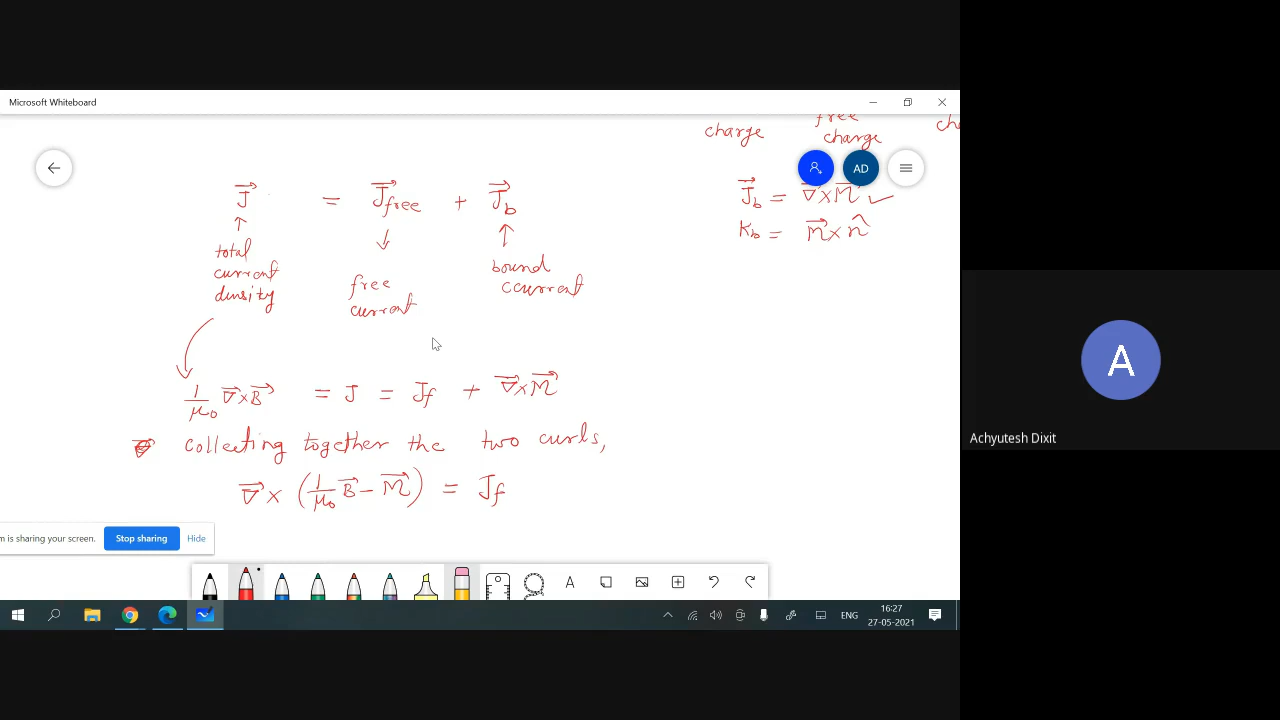 Microsoft Whiteboard
free
charge charge
AD
J⃗ = J⃗free + J⃗b
↑ ↓ ↑
total current density
free current
bound ccurrent
J⃗b = ∇⃗×M⃗ ✓
Kb = M⃗×n̂
1/μ₀ ∇⃗×B⃗ = J = Jf + ∇⃗×M⃗
collecting together the two curls,
∇⃗× (1/μ₀ B⃗ − M⃗) = Jf
m is sharing your screen. Stop sharing Hide
A
Achyutesh Dixit
A
ENG
16:27
27-05-2021